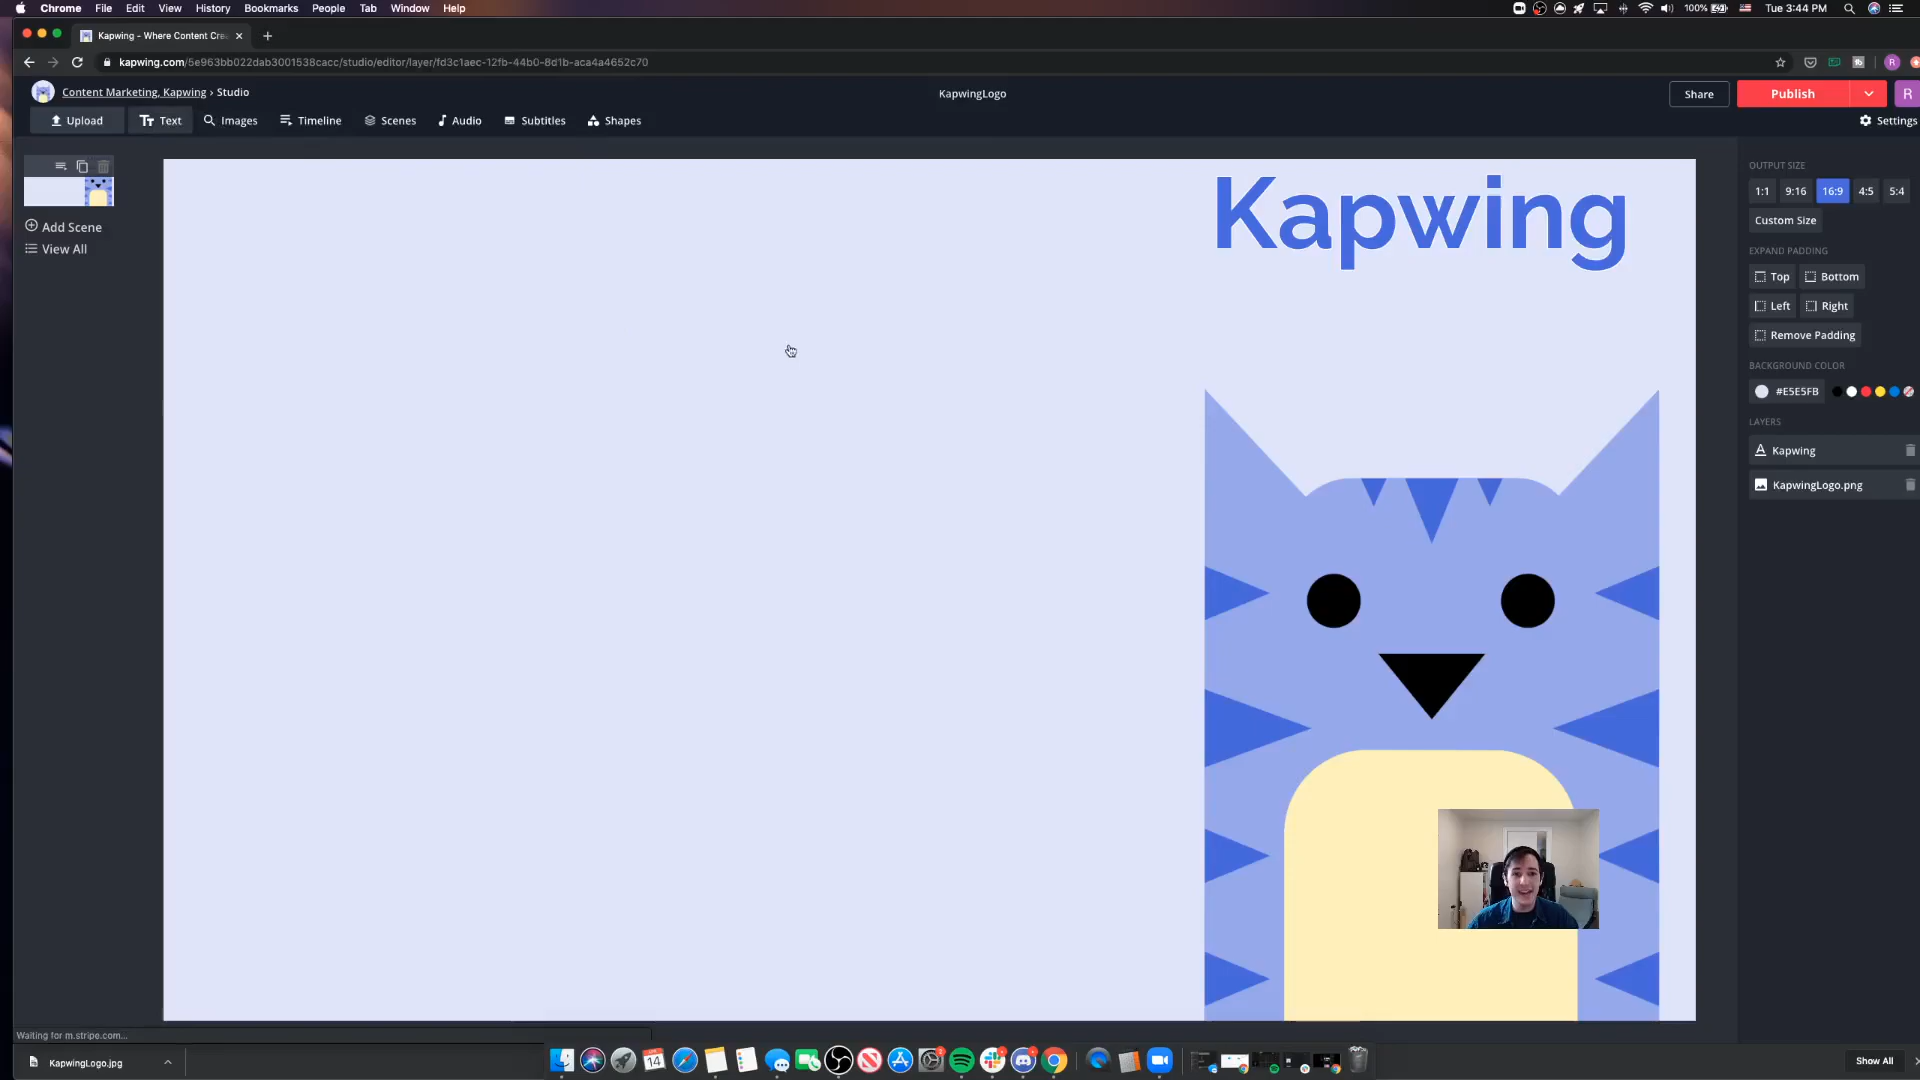 Chrome File Edit View History Bookmarks People Tab Window Help
100% Tue 3:44 PM
Kapwing - Where Content Cre
kapwing.com/5e963bb022dab3001538cacc/studio/editor/layer/fd3c1aec-12fb-44b0-8d1b-aca4a4652c70
R
Content Marketing, Kapwing › Studio
KapwingLogo
Share
Publish
R
Upload
Text
Images
Timeline
Scenes
Audio
Subtitles
Shapes
Settings
Add Scene
View All
Kapwing
OUTPUT SIZE
1:1 9:16 16:9 4:5 5:4
Custom Size
EXPAND PADDING
Top Bottom
Left Right
Remove Padding
BACKGROUND COLOR
#E5E5FB
LAYERS
Kapwing
KapwingLogo.png
Waiting for m.stripe.com...
KapwingLogo.jpg
14
Show All